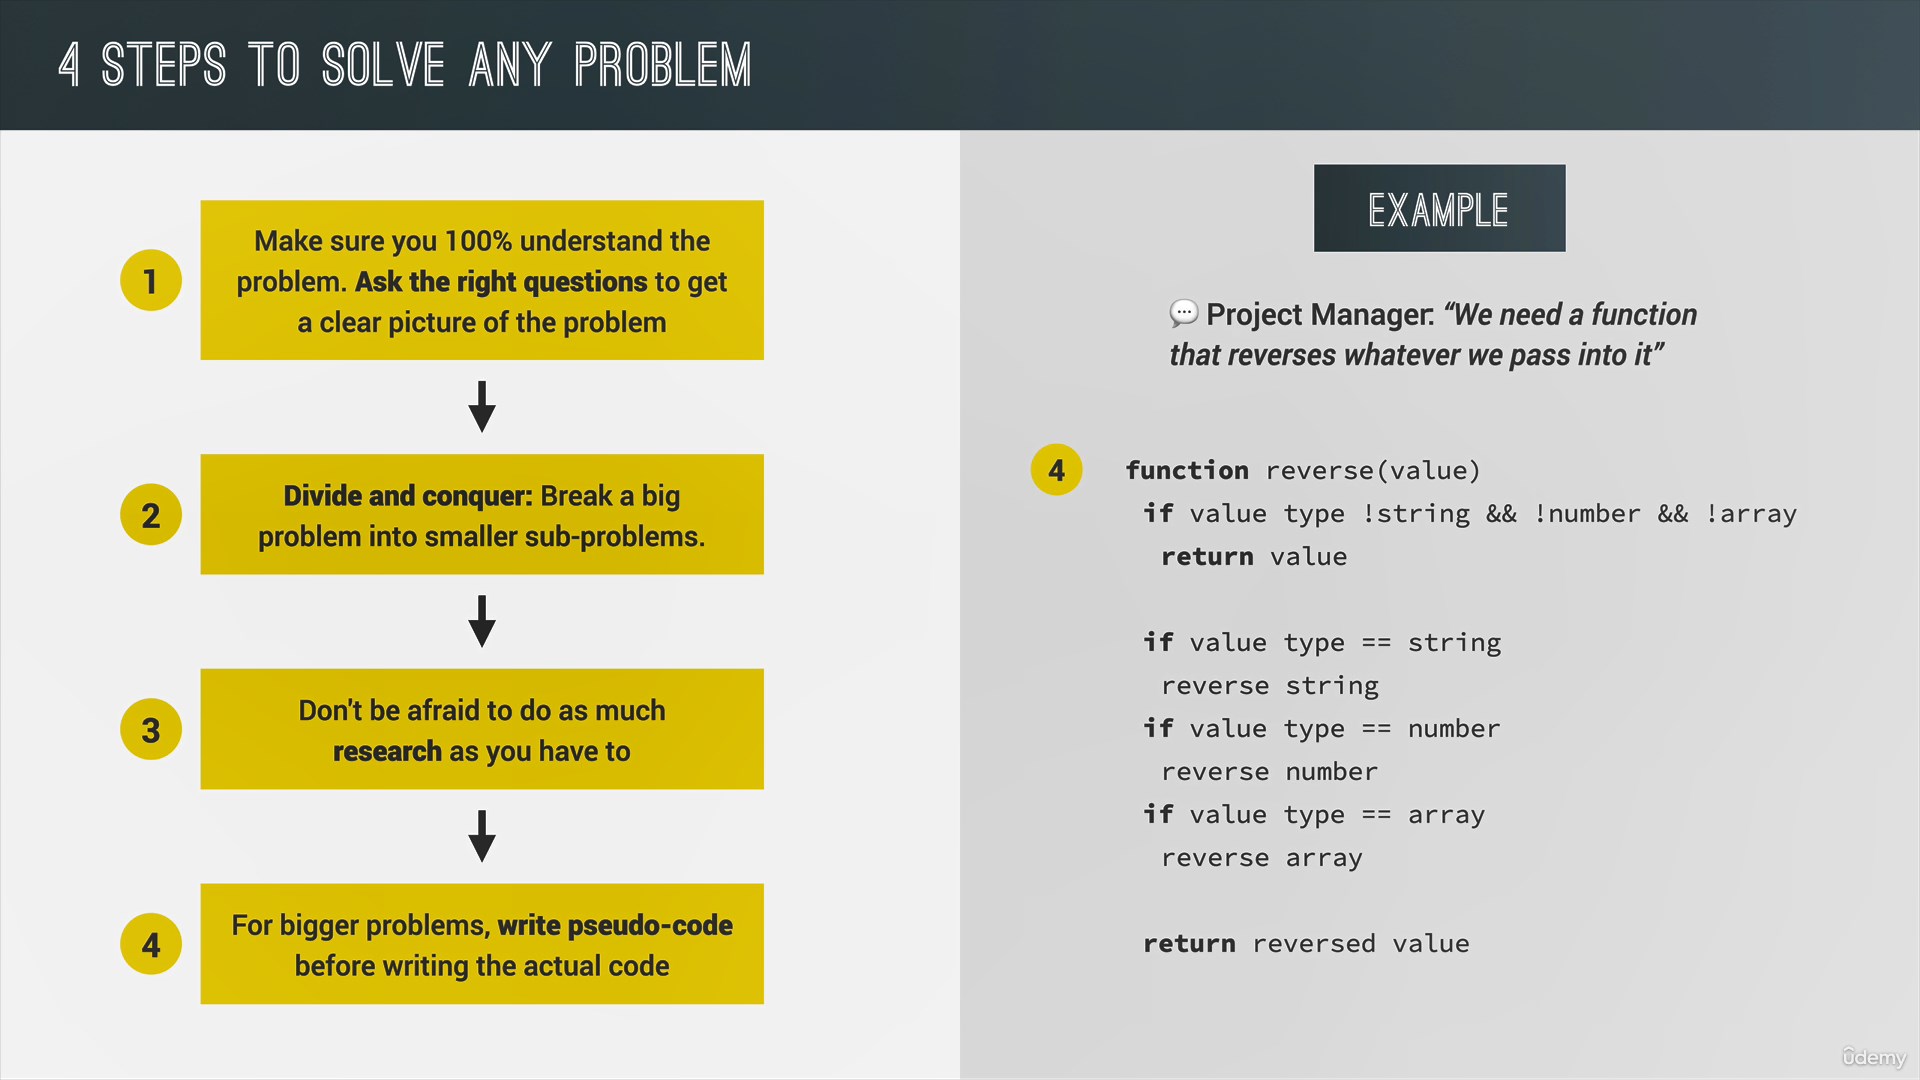 4 STEPS TO SOLVE ANY PROBLEM
1
Make sure you 100% understand the
problem. Ask the right questions to get
a clear picture of the problem
2
Divide and conquer: Break a big
problem into smaller sub-problems.
3
Don't be afraid to do as much
research as you have to
4
For bigger problems, write pseudo-code
before writing the actual code
EXAMPLE
Project Manager: “We need a function
that reverses whatever we pass into it”
4
function reverse(value)
if value type !string && !number && !array
return value
if value type == string
reverse string
if value type == number
reverse number
if value type == array
reverse array
return reversed value
ûdemy